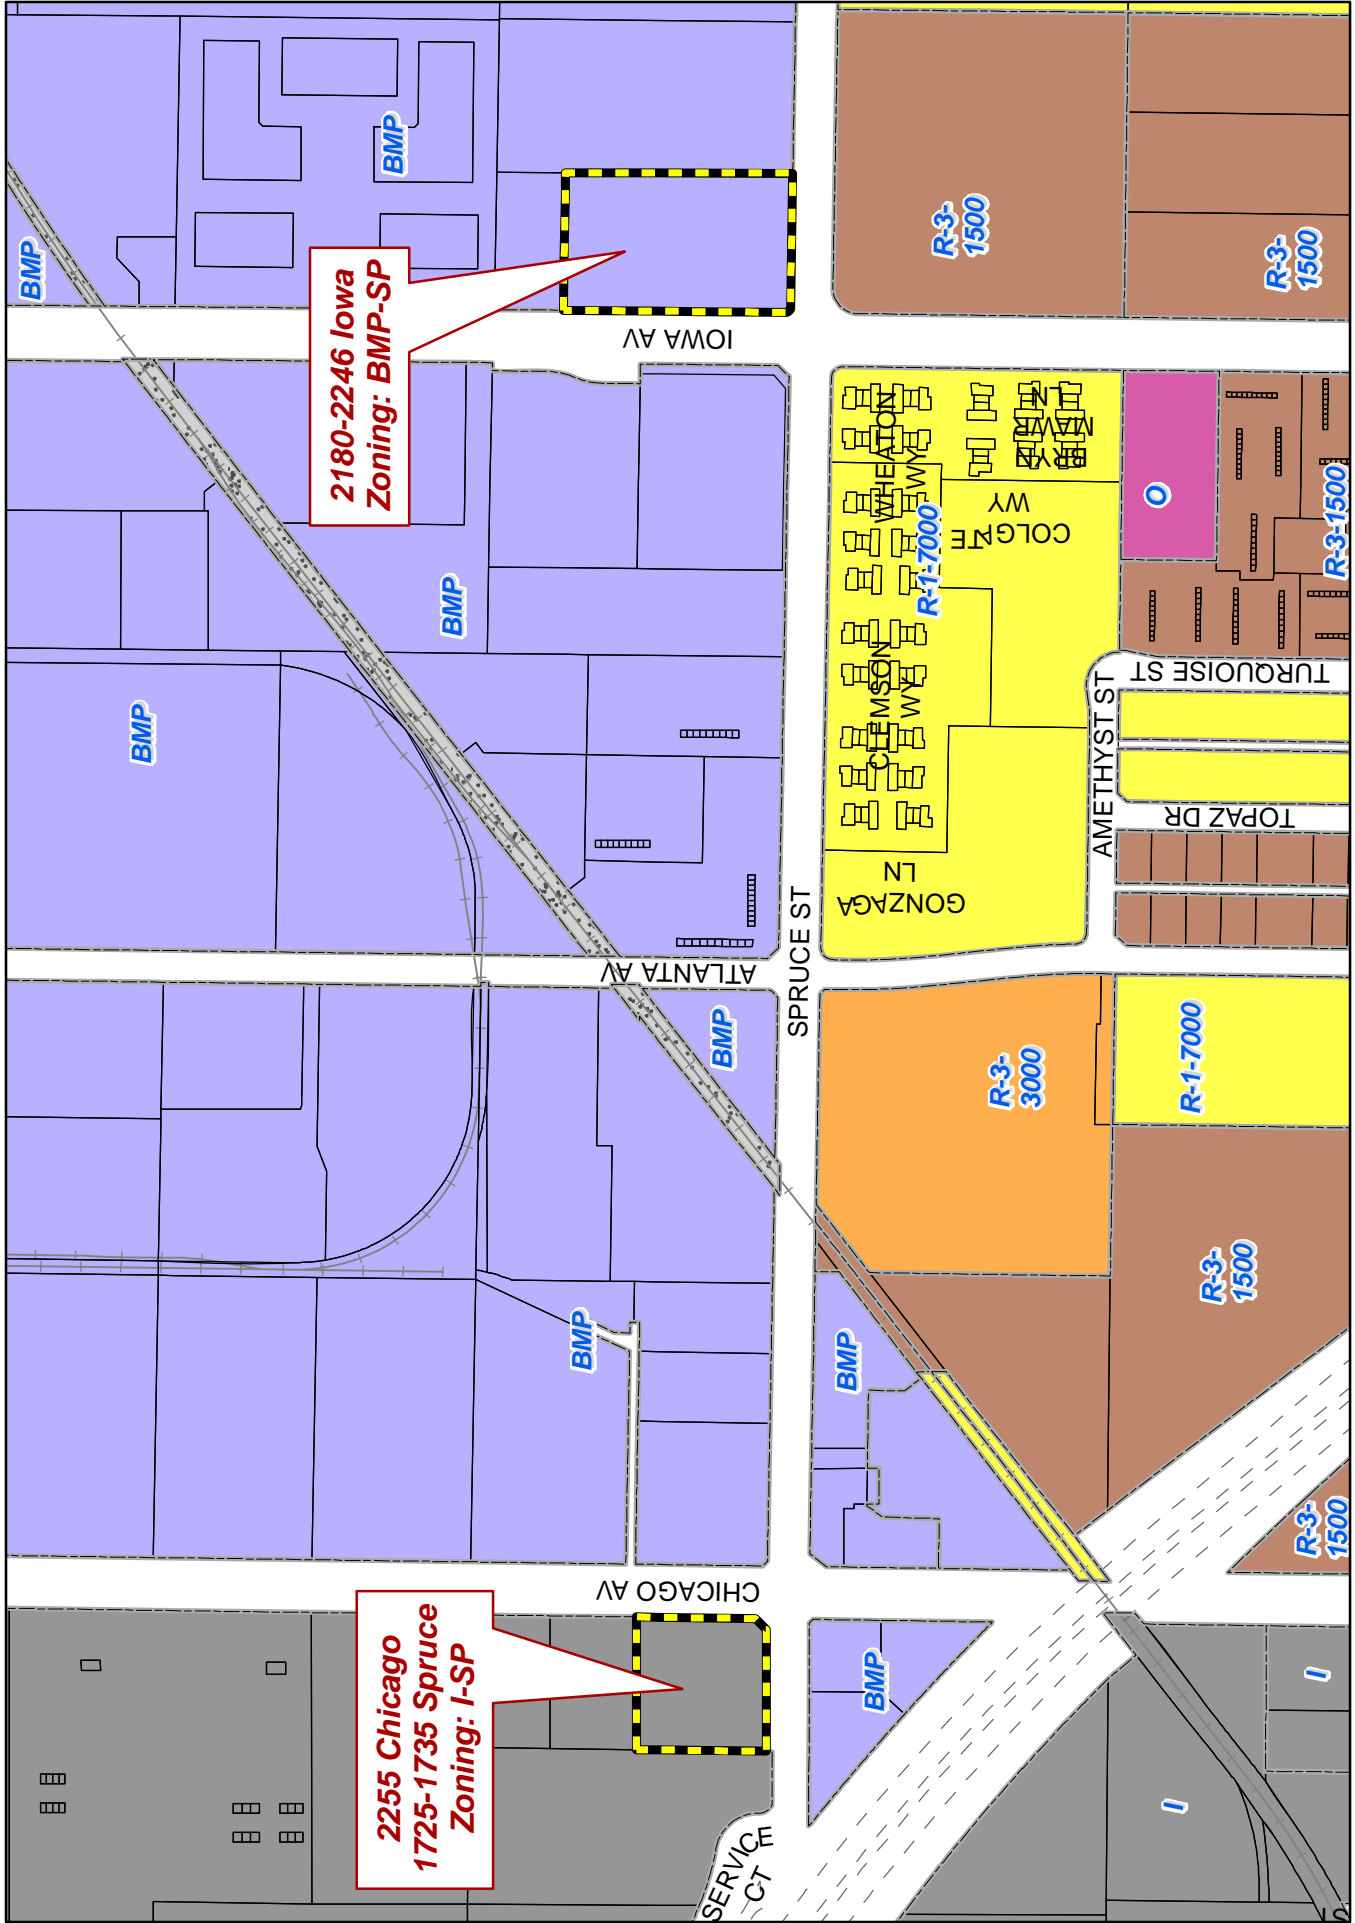 BMP
BMP
2180-2246 Iowa
Zoning: BMP-SP
IOWA AV
R-3-
1500
R-3-
1500
BMP
BMP
WHEATON
WY
BRYN
MAWR
LN
COLGATE
WY
R-1-7000
CLEMSON
WY
GONZAGA
LN
O
R-3-1500
TURQUOISE ST
AMETHYST ST
TOPAZ DR
SPRUCE ST
ATLANTA AV
BMP
R-3-
3000
R-1-7000
R-3-
1500
BMP
BMP
R-3-
1500
CHICAGO AV
2255 Chicago
1725-1735 Spruce
Zoning: I-SP
BMP
I
I
SERVICE
CT
ST